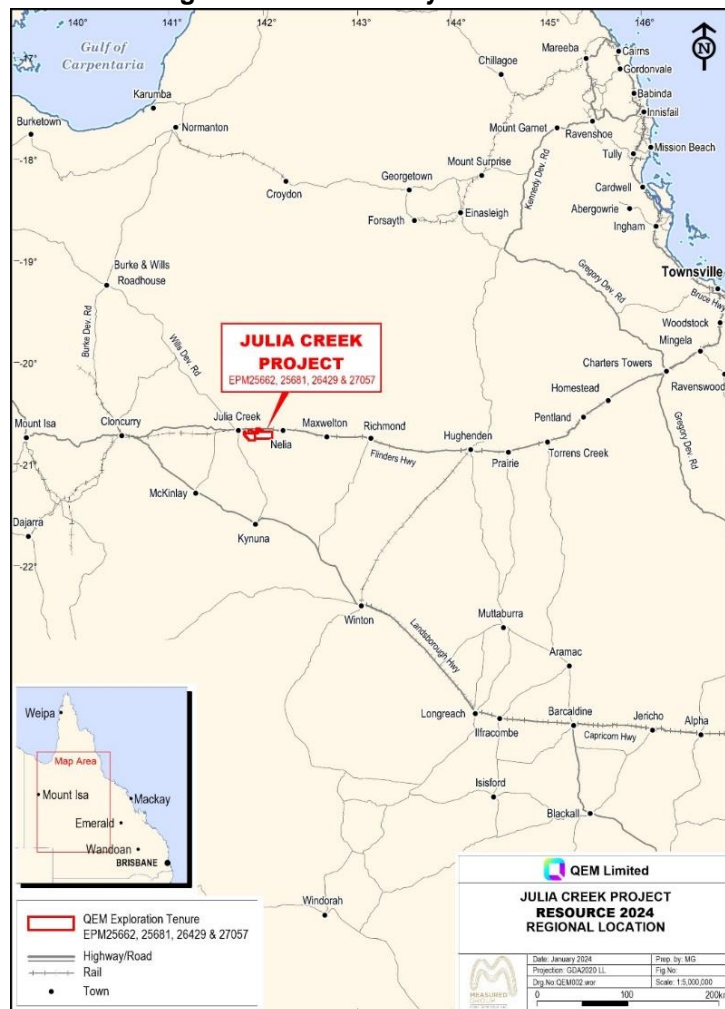 140°
141°
142°
143°
144°
145°
146°
N
Gulf of
Carpentaria
-17°
Chillagoe
Mareeba
Cairns
Gordonvale
Babinda
Karumba
Innisfail
Burketown
Normanton
Mount Garnet
Ravenshoe
Mission Beach
-18°
Tully
Mount Surprise
Croydon
Georgetown
Kennedy Dev. Rd
Cardwell
Forsayth
Einasleigh
Abergowrie
Ingham
-19°
Burke & Wills
Roadhouse
Gregory Dev. Rd
Townsville
Bruce Hwy
Burke Dev. Rd
Wills Dev. Rd
Woodstock
JULIA CREEK
PROJECT
EPM25662, 25681, 26429 & 27057
Mingela
-20°
Charters Towers
Ravenswood
Homestead
Mount Isa
Cloncurry
Julia Creek
Maxwelton
Richmond
Pentland
Gregory Dev. Rd
Nelia
Flinders Hwy
Hughenden
Prairie
Torrens Creek
-21°
McKinlay
Dajarra
Kynuna
-22°
Winton
Muttaburra
Landsborough Hwy
Aramac
Longreach
Ilfracombe
Barcaldine
Jericho
Alpha
Capricorn Hwy
Isisford
Blackall
Windorah
Weipa
Map Area
Mount Isa
Mackay
Emerald
Wandoan
BRISBANE
QEM Exploration Tenure
EPM25662, 25681, 26429 & 27057
Highway/Road
Rail
Town
QEM Limited
JULIA CREEK PROJECT
RESOURCE 2024
REGIONAL LOCATION
MEASURED
GROUP
Date: January 2024
Prep. by: MG
Projection: GDA2020 LL
Fig No:
Drg.No:QEM002.wor
Scale: 1:5,000,000
0 100 200km